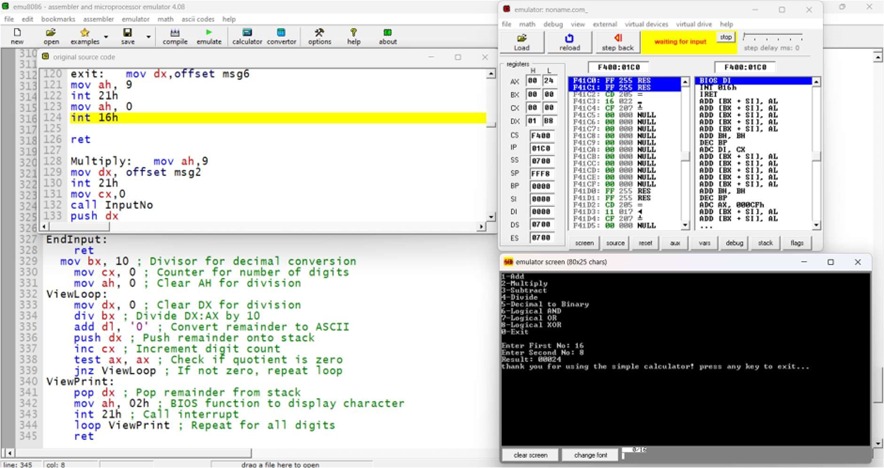 emu8086 - assembler and microprocessor emulator 4.08
file edit bookmarks assembler emulator math ascii codes help
new open examples save compile emulate calculator convertor options help about
310
311
original source code
120 exit: mov dx,offset msg6
121 mov ah, 9
122 int 21h
123 mov ah, 0
124 int 16h
126 ret
128 Multiply: mov ah,9
129 mov dx, offset msg2
130 int 21h
131 mov cx,0
132 call InputNo
133 push dx
327 EndInput:
328 ret
329 mov bx, 10 ; Divisor for decimal conversion
330 mov cx, 0 ; Counter for number of digits
331 mov ah, 0 ; Clear AH for division
332 ViewLoop:
333 mov dx, 0 ; Clear DX for division
334 div bx ; Divide DX:AX by 10
335 add dl, '0' ; Convert remainder to ASCII
336 push dx ; Push remainder onto stack
337 inc cx ; Increment digit count
338 test ax, ax ; Check if quotient is zero
339 jnz ViewLoop ; If not zero, repeat loop
340 ViewPrint:
341 pop dx ; Pop remainder from stack
342 mov ah, 02h ; BIOS function to display character
343 int 21h ; Call interrupt
344 loop ViewPrint ; Repeat for all digits
345 ret
line: 345 col: 8 drag a file here to open
emulator: noname.com_
file math debug view external virtual devices virtual drive help
Load reload step back waiting for input stop step delay ms: 0
registers
F400:01C0 F400:01C0
H L
AX 00 24
BX 00 00
CX 00 00
DX 01 B8
CS F400
IP 01C0
SS 0700
SP FFF8
BP 0000
SI 0000
DI 0000
DS 0700
ES 0700
F41C0: FF 255 RES
F41C1: FF 255 RES
F41C2: CD 205 =
F41C3: 16 022
F41C4: CF 207
F41C5: 00 000 NULL
F41C6: 00 000 NULL
F41C7: 00 000 NULL
F41C8: 00 000 NULL
F41C9: 00 000 NULL
F41CA: 00 000 NULL
F41CB: 00 000 NULL
F41CC: 00 000 NULL
F41CD: 00 000 NULL
F41CE: 00 000 NULL
F41CF: 00 000 NULL
F41D0: FF 255 RES
F41D1: FF 255 RES
F41D2: CD 205 =
F41D3: 11 017 ◄
F41D4: CF 207
F41D5: 00 000 NULL
BIOS DI
INT 016h
IRET
ADD [BX + SI], AL
ADD [BX + SI], AL
ADD [BX + SI], AL
ADD [BX + SI], AL
ADD [BX + SI], AL
ADD BH, BH
DEC BP
ADC DI, CX
ADD [BX + SI], AL
ADD [BX + SI], AL
ADD [BX + SI], AL
ADD [BX + SI], AL
ADD [BX + SI], AL
ADD BH, BH
DEC BP
ADC AX, 000CFh
ADD [BX + SI], AL
ADD [BX + SI], AL
...
screen source reset aux vars debug stack flags
emulator screen (80x25 chars)
1-Add
2-Multiply
3-Subtract
4-Divide
5-Decimal to Binary
6-Logical AND
7-Logical OR
8-Logical XOR
0-Exit
Enter First No: 16
Enter Second No: 8
Result: 00024
thank you for using the simple calculator! press any key to exit...
clear screen change font 0/16